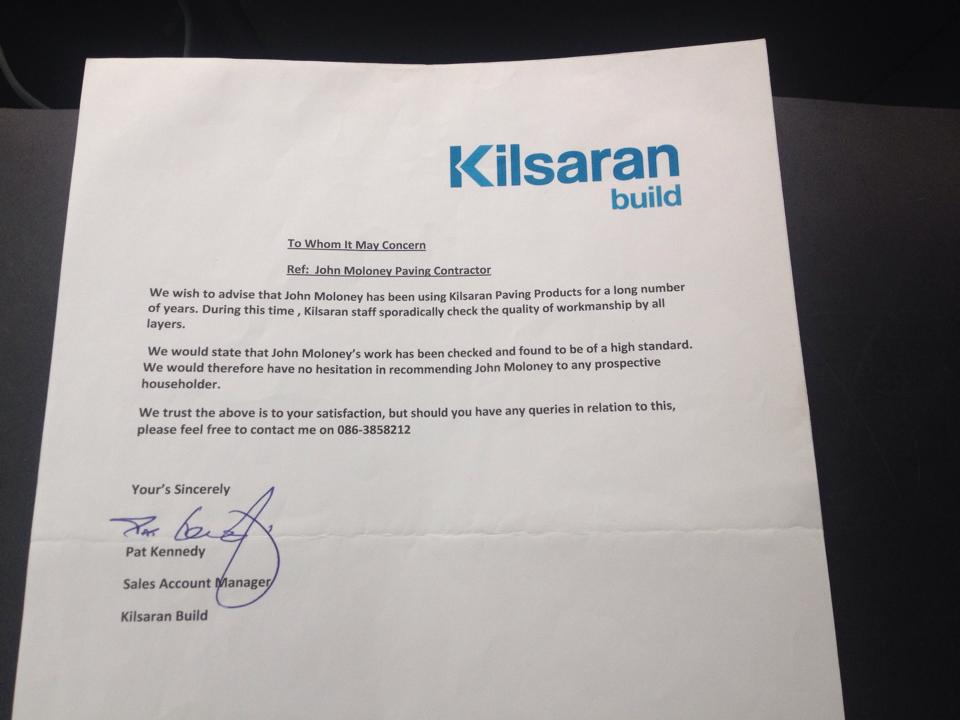 Kilsaran
build
To Whom It May Concern
Ref: John Moloney Paving Contractor
We wish to advise that John Moloney has been using Kilsaran Paving Products for a long number
of years. During this time , Kilsaran staff sporadically check the quality of workmanship by all
layers.
We would state that John Moloney's work has been checked and found to be of a high standard.
We would therefore have no hesitation in recommending John Moloney to any prospective
householder.
We trust the above is to your satisfaction, but should you have any queries in relation to this,
please feel free to contact me on 086-3858212
Your's Sincerely
Pat Kennedy
Sales Account Manager
Kilsaran Build